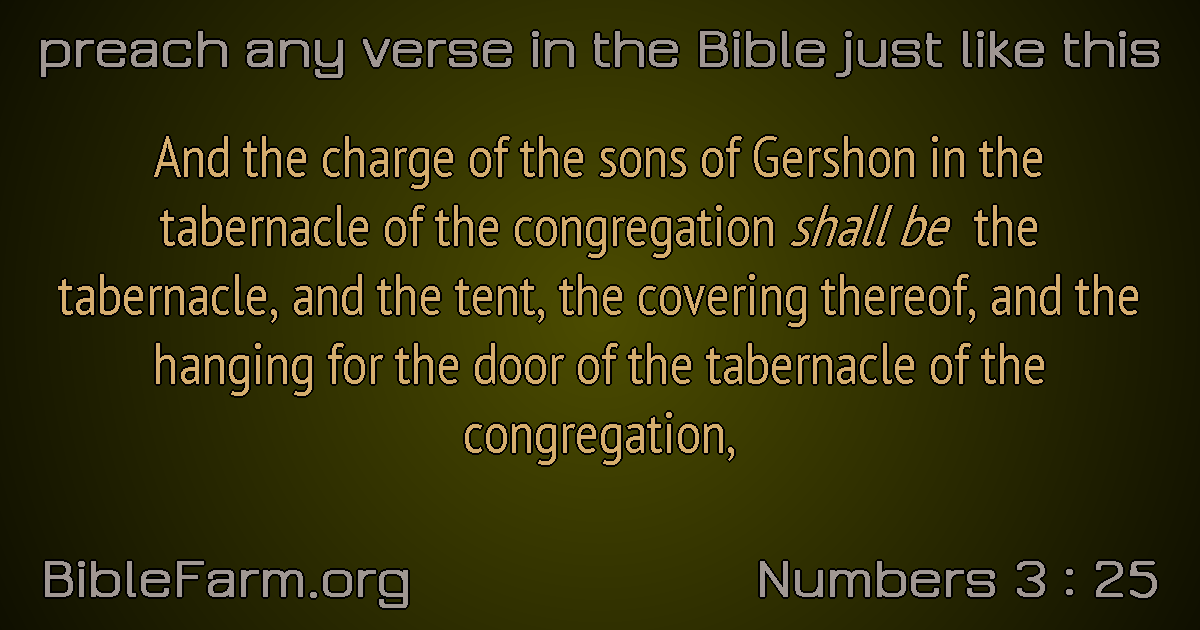 preach any verse in the Bible just like this
And the charge of the sons of Gershon in the
tabernacle of the congregation shall be the
tabernacle, and the tent, the covering thereof, and the
hanging for the door of the tabernacle of the
congregation,
BibleFarm.org
Numbers 3 : 25